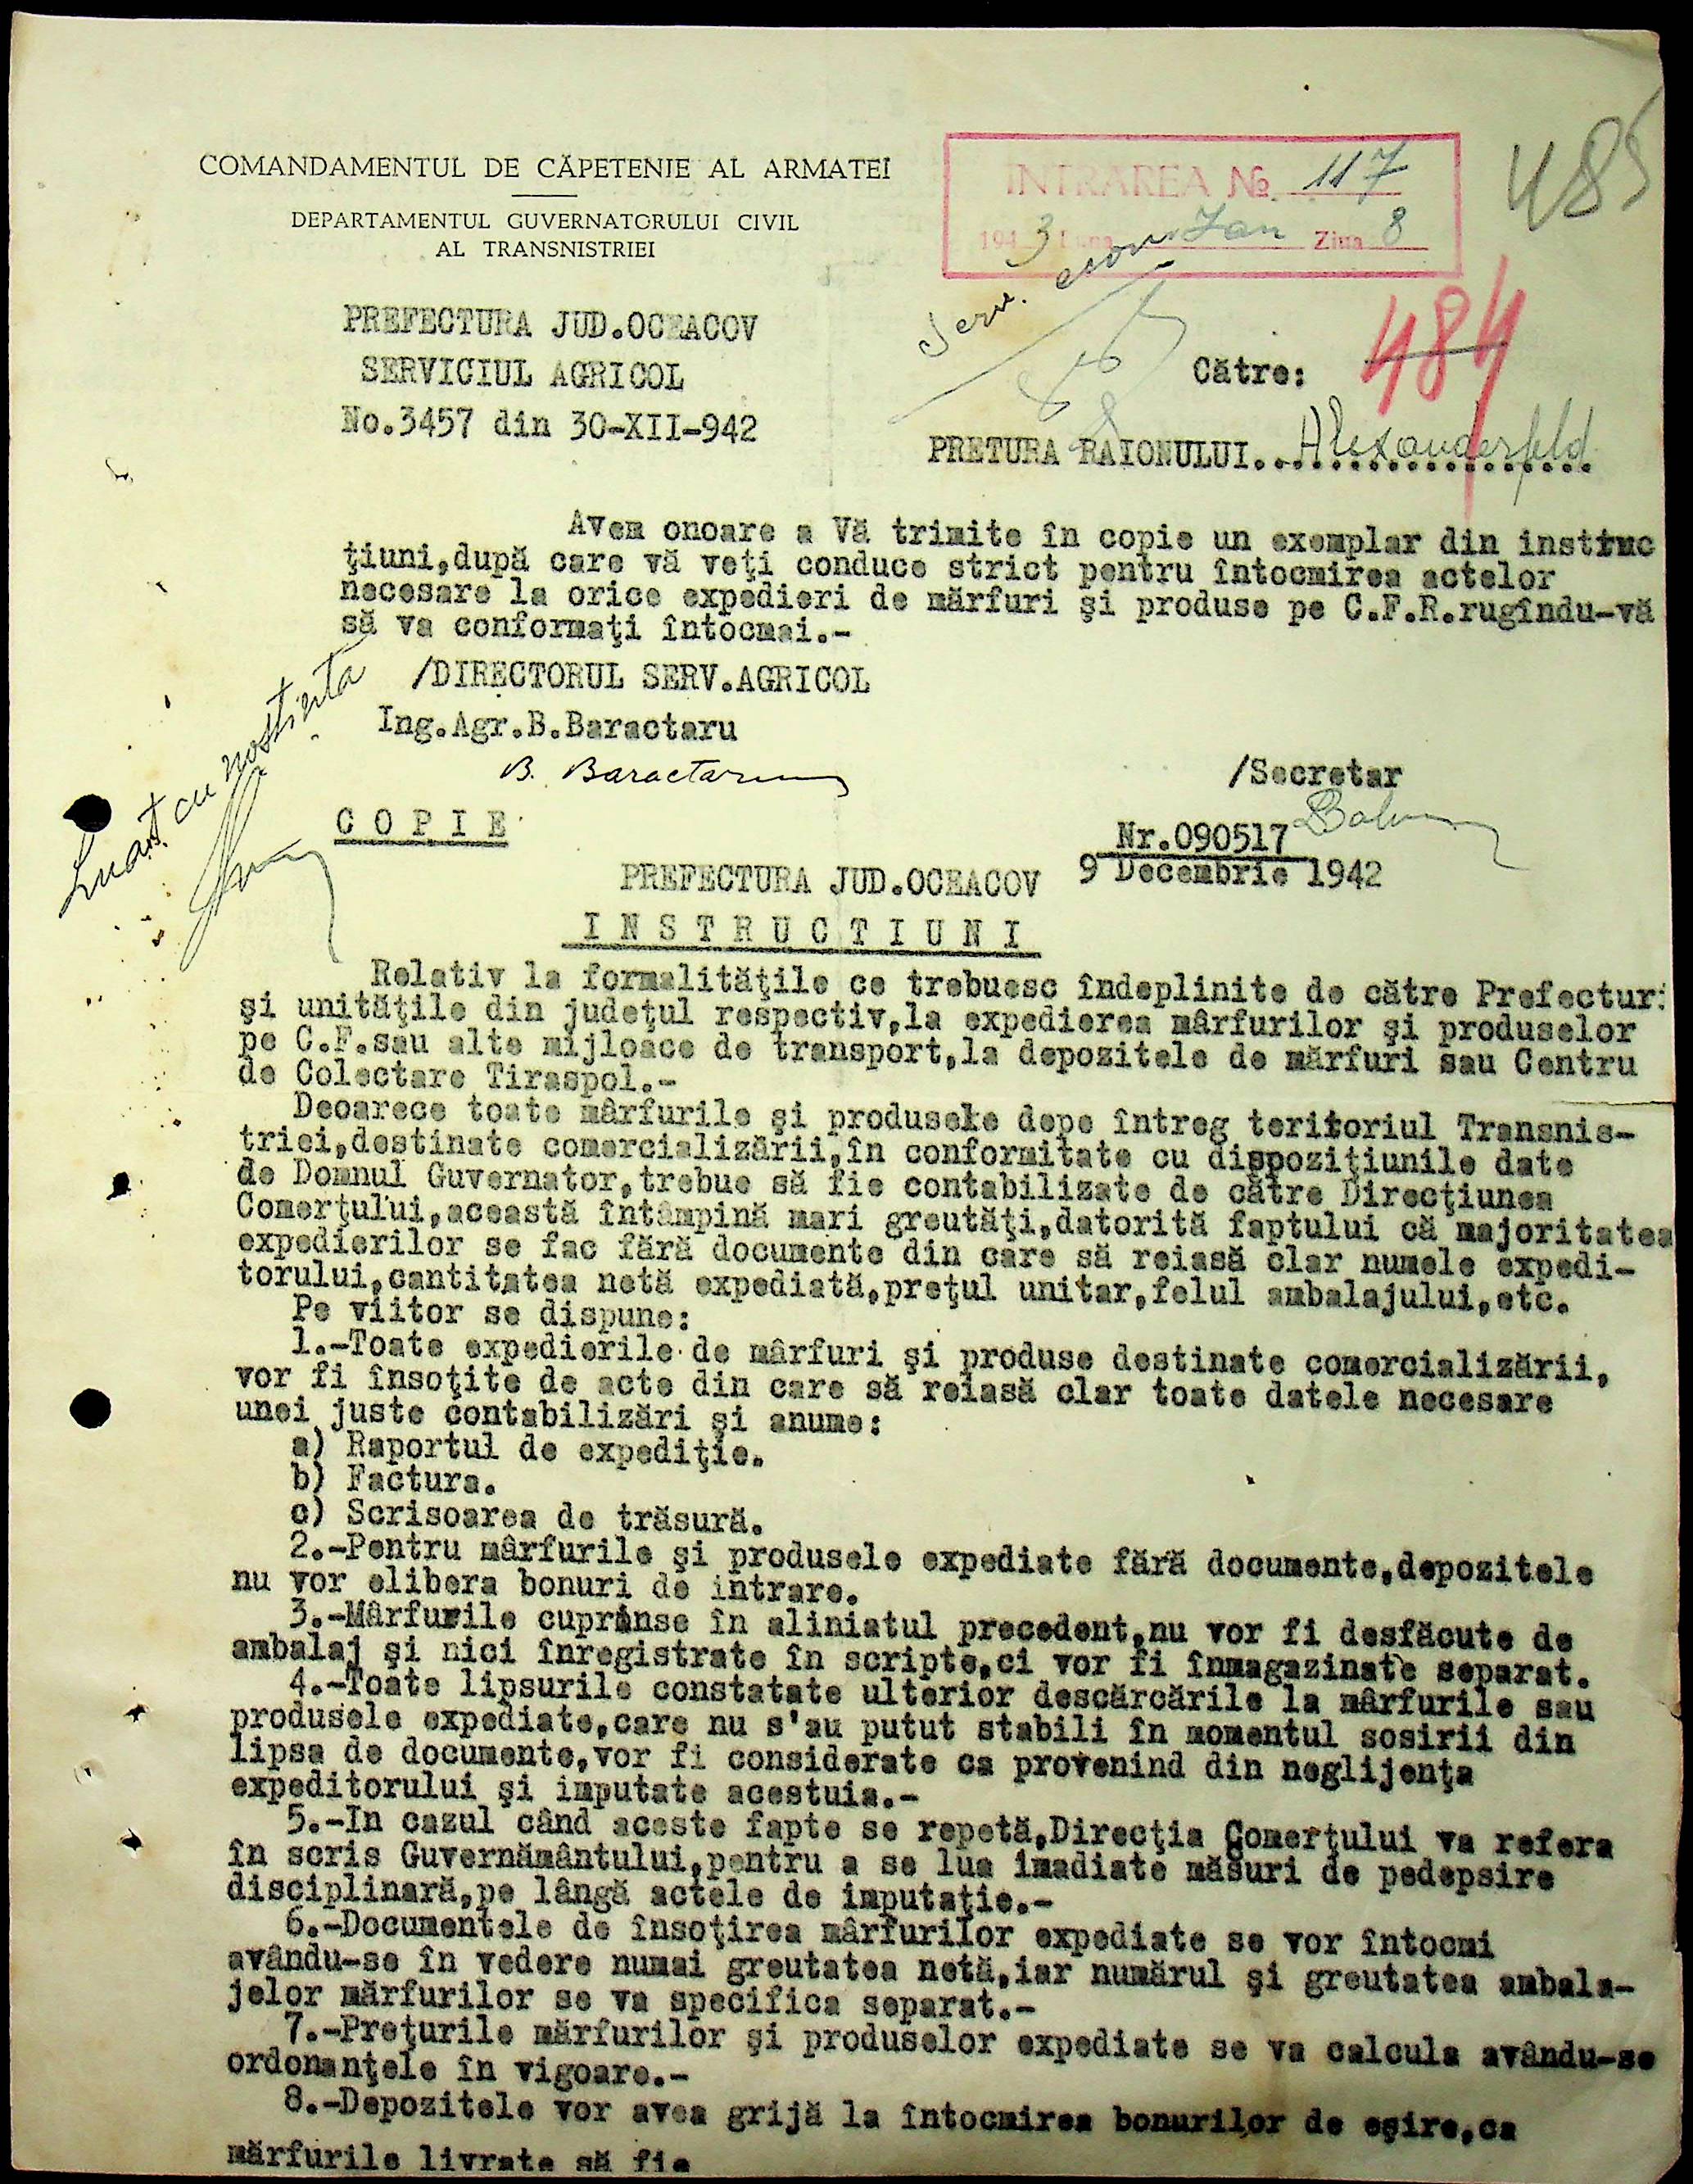 COMANDAMENTUL DE CĂPETENIE AL ARMATEI
DEPARTAMENTUL GUVERNATORULUI CIVIL
AL TRANSNISTRIEI
INTRAREA № 117
194 3 Luna Ian Ziua 8
485
Serv. econ.
PREFECTURA JUD.OCEACOV
SERVICIUL AGRICOL
No.3457 din 30-XII-942
484
Către:
PRETURA RAIONULUI..Alexanderfeld
Avem onoare a Vă trimite în copie un exemplar din instruc
ţiuni,după care vă veţi conduce strict pentru întocmirea actelor
necesare la orice expedieri de mărfuri şi produse pe C.F.R.rugîndu-vă
să va conformaţi întocmai.-
/DIRECTORUL SERV.AGRICOL
Ing.Agr.B.Baractaru
B. Baractaru
/Secretar
Luat cu noştienta
C O P I E
Nr.090517
9 Decembrie 1942
PREFECTURA JUD.OCEACOV
I N S T R U C T I U N I
Relativ la formalităţile ce trebuesc îndeplinite de către Prefecturi
şi unităţile din judeţul respectiv,la expedierea mârfurilor şi produselor
pe C.F.sau alte mijloace de transport,la depozitele de mărfuri sau Centru
de Colectare Tiraspol.-
Deoarece toate mârfurile şi produseke depe întreg teritoriul Transnis-
triei,destinate comercializării,în conformitate cu dispoziţiunile date
de Domnul Guvernator,trebue să fie contabilizate de către Direcţiunea
Comerţului,această întâmpină mari greutăţi,datorită faptului că majoritatea
expedierilor se fac fără documente din care să reiasă clar numele expedi-
torului,cantitatea netă expediată,preţul unitar,felul ambalajului,etc.
Pe viitor se dispune:
1.-Toate expedierile de mârfuri şi produse destinate comercializării,
vor fi însoţite de acte din care să reiasă clar toate datele necesare
unei juste contabilizări şi anume:
a) Raportul de expediţie.
b) Factura.
c) Scrisoarea de trăsură.
2.-Pentru mârfurile şi produsele expediate fără documente,depozitele
nu vor elibera bonuri de intrare.
3.-Mârfurile cuprinse în aliniatul precedent,nu vor fi desfăcute de
ambalaj şi nici înregistrate în scripte,ci vor fi înmagazinate separat.
4.-Toate lipsurile constatate ulterior descărcările la mârfurile sau
produsele expediate,care nu s'au putut stabili în momentul sosirii din
lipsa de documente,vor fi considerate ca provenind din neglijenţa
expeditorului şi imputate acestuia.-
5.-In cazul când aceste fapte se repetă,Direcţia Comerţului va refera
în scris Guvernământului,pentru a se lua imadiate măsuri de pedepsire
disciplinară,pe lângă actele de imputaţie.-
6.-Documentele de însoţirea mârfurilor expediate se vor întocmi
avându-se în vedere numai greutatea netă,iar numărul şi greutatea ambala-
jelor mărfurilor se va specifica separat.-
7.-Preţurile mărfurilor şi produselor expediate se va calcula avându-se
ordonanţele în vigoare.-
8.-Depozitele vor avea grijă la întocmirea bonurilor de eşire,ca
mărfurile livrate să fie